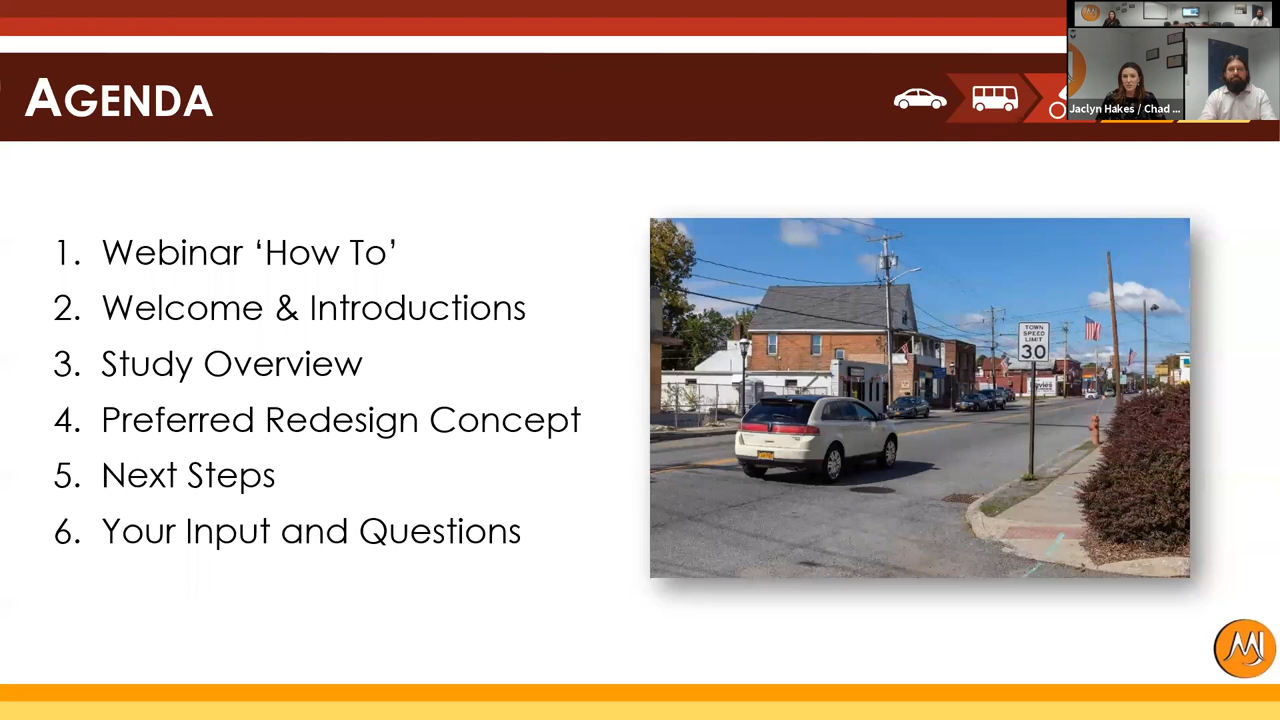 AGENDA
Jaclyn Hakes / Chad ...
1. Webinar ‘How To’
2. Welcome & Introductions
3. Study Overview
4. Preferred Redesign Concept
5. Next Steps
6. Your Input and Questions
TOWN
SPEED
LIMIT
30
MJ